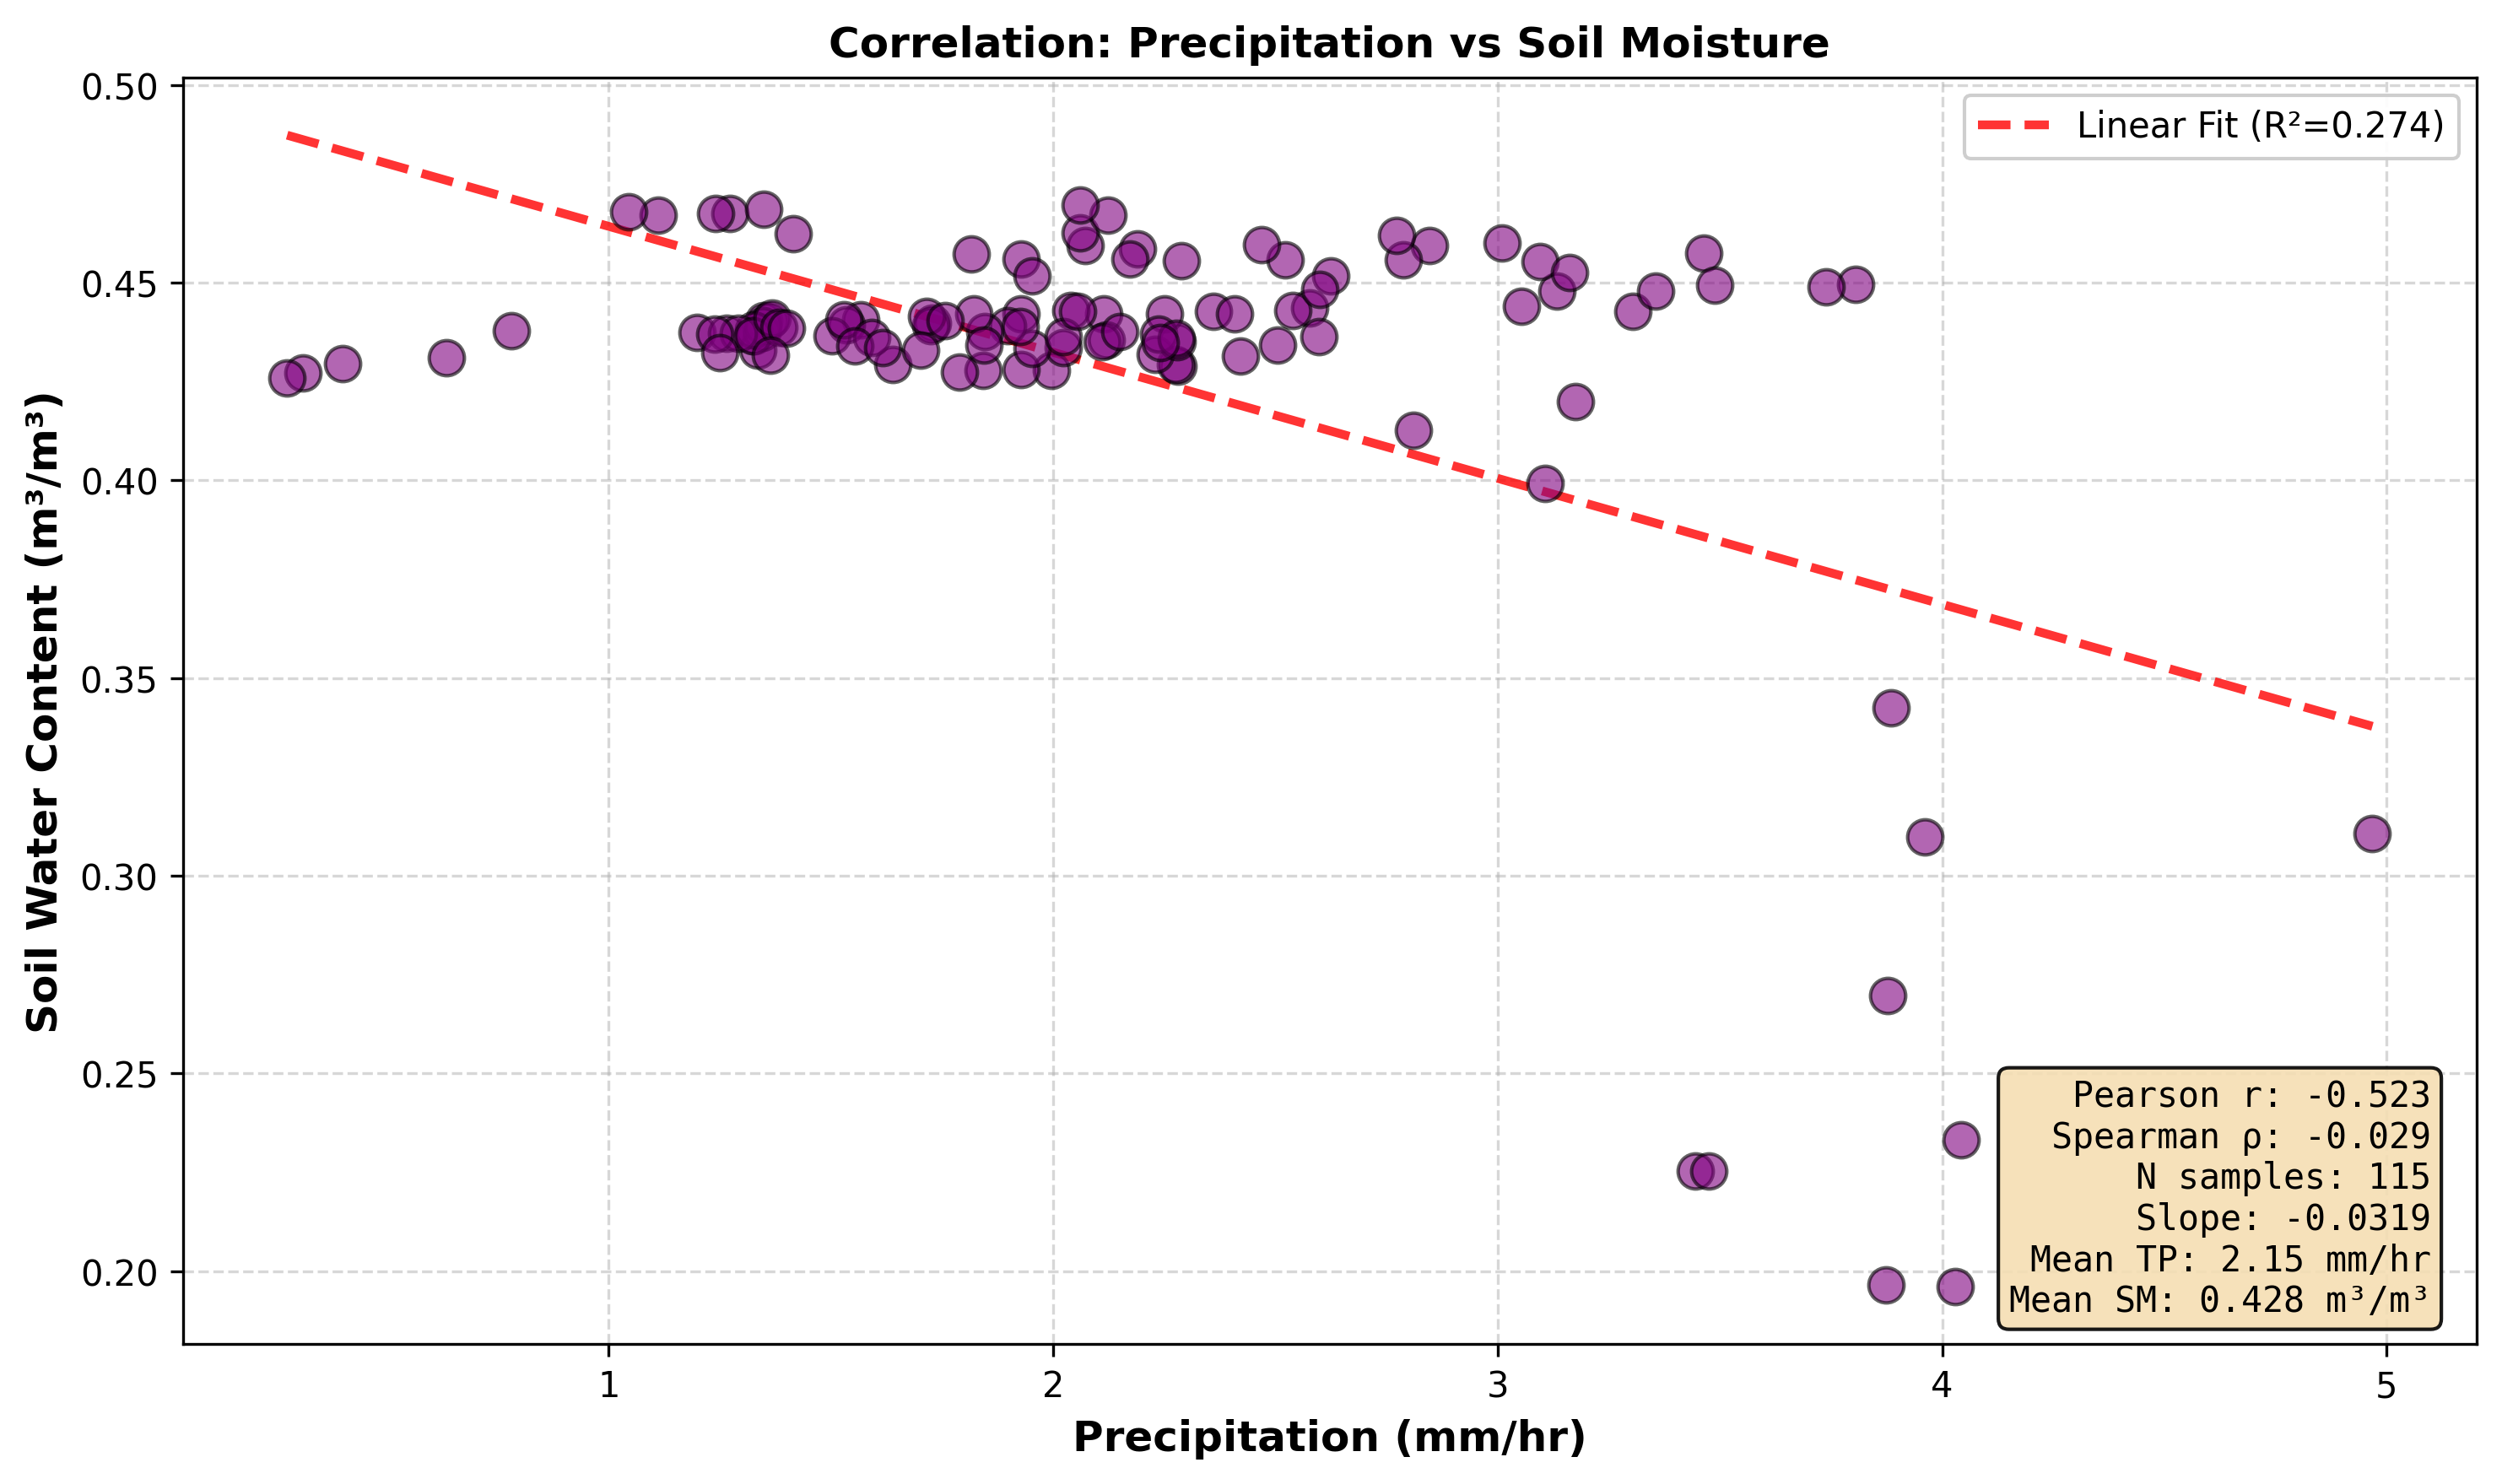 Correlation: Precipitation vs Soil Moisture
Linear Fit (R²=0.274)
Soil Water Content (m³/m³)
0.50
0.45
0.40
0.35
0.30
0.25
0.20
Pearson r: -0.523
Spearman ρ: -0.029
N samples: 115
Slope: -0.0319
Mean TP: 2.15 mm/hr
Mean SM: 0.428 m³/m³
1 2 3 4 5
Precipitation (mm/hr)